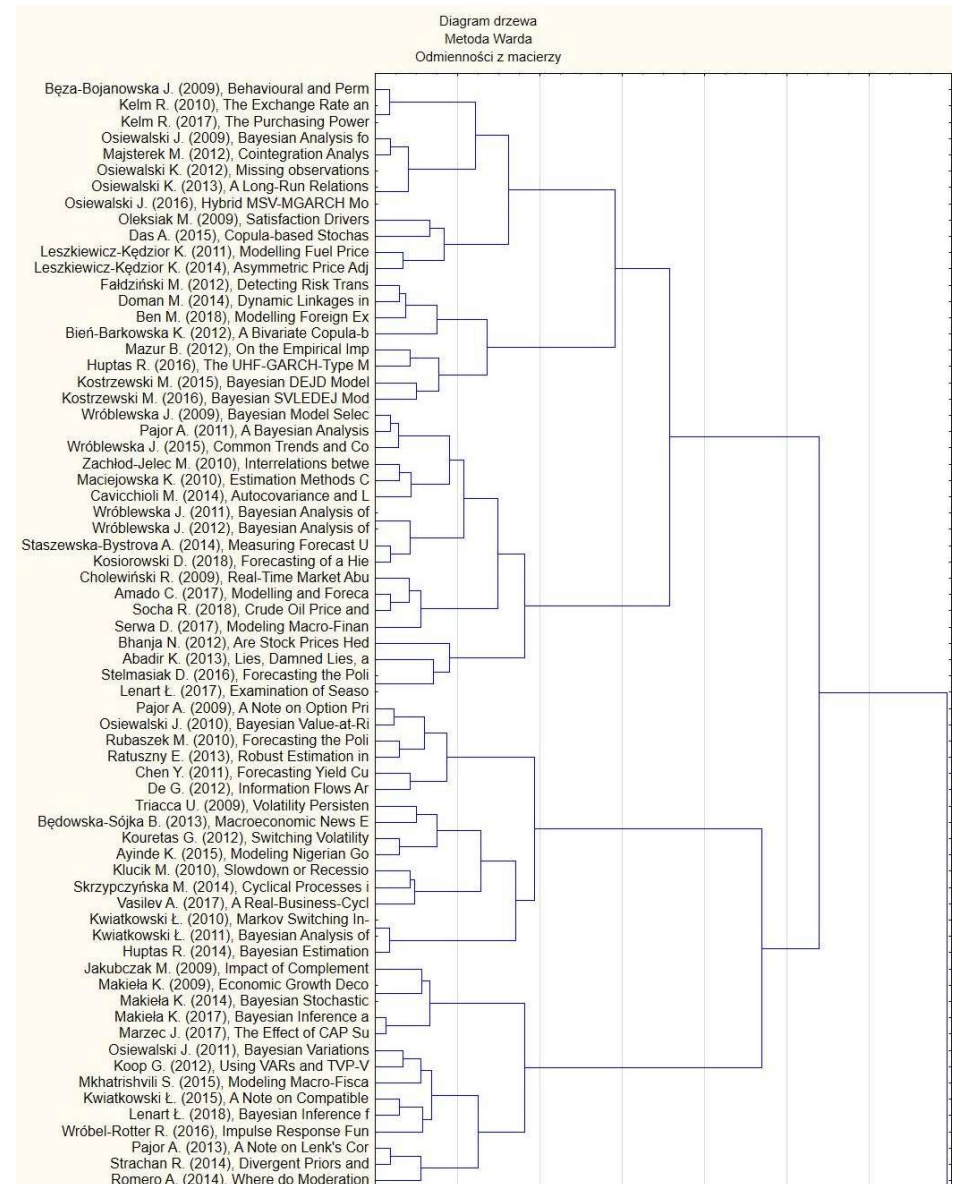 Diagram drzewa
Metoda Warda
Odmienności z macierzy
Bęza-Bojanowska J. (2009), Behavioural and Perm
Kelm R. (2010), The Exchange Rate an
Kelm R. (2017), The Purchasing Power
Osiewalski J. (2009), Bayesian Analysis fo
Majsterek M. (2012), Cointegration Analys
Osiewalski K. (2012), Missing observations
Osiewalski K. (2013), A Long-Run Relations
Osiewalski J. (2016), Hybrid MSV-MGARCH Mo
Oleksiak M. (2009), Satisfaction Drivers
Das A. (2015), Copula-based Stochas
Leszkiewicz-Kędzior K. (2011), Modelling Fuel Price
Leszkiewicz-Kędzior K. (2014), Asymmetric Price Adj
Fałdziński M. (2012), Detecting Risk Trans
Doman M. (2014), Dynamic Linkages in
Ben M. (2018), Modelling Foreign Ex
Bień-Barkowska K. (2012), A Bivariate Copula-b
Mazur B. (2012), On the Empirical Imp
Huptas R. (2016), The UHF-GARCH-Type M
Kostrzewski M. (2015), Bayesian DEJD Model
Kostrzewski M. (2016), Bayesian SVLEDEJ Mod
Wróblewska J. (2009), Bayesian Model Selec
Pajor A. (2011), A Bayesian Analysis
Wróblewska J. (2015), Common Trends and Co
Zachłod-Jelec M. (2010), Interrelations betwe
Maciejowska K. (2010), Estimation Methods C
Cavicchioli M. (2014), Autocovariance and L
Wróblewska J. (2011), Bayesian Analysis of
Wróblewska J. (2012), Bayesian Analysis of
Staszewska-Bystrova A. (2014), Measuring Forecast U
Kosiorowski D. (2018), Forecasting of a Hie
Cholewiński R. (2009), Real-Time Market Abu
Amado C. (2017), Modelling and Foreca
Socha R. (2018), Crude Oil Price and
Serwa D. (2017), Modeling Macro-Finan
Bhanja N. (2012), Are Stock Prices Hed
Abadir K. (2013), Lies, Damned Lies, a
Stelmasiak D. (2016), Forecasting the Poli
Lenart Ł. (2017), Examination of Seaso
Pajor A. (2009), A Note on Option Pri
Osiewalski J. (2010), Bayesian Value-at-Ri
Rubaszek M. (2010), Forecasting the Poli
Ratuszny E. (2013), Robust Estimation in
Chen Y. (2011), Forecasting Yield Cu
De G. (2012), Information Flows Ar
Triacca U. (2009), Volatility Persisten
Będowska-Sójka B. (2013), Macroeconomic News E
Kouretas G. (2012), Switching Volatility
Ayinde K. (2015), Modeling Nigerian Go
Klucik M. (2010), Slowdown or Recessio
Skrzypczyńska M. (2014), Cyclical Processes i
Vasilev A. (2017), A Real-Business-Cycl
Kwiatkowski Ł. (2010), Markov Switching In-
Kwiatkowski Ł. (2011), Bayesian Analysis of
Huptas R. (2014), Bayesian Estimation
Jakubczak M. (2009), Impact of Complement
Makieła K. (2009), Economic Growth Deco
Makieła K. (2014), Bayesian Stochastic
Makieła K. (2017), Bayesian Inference a
Marzec J. (2017), The Effect of CAP Su
Osiewalski J. (2011), Bayesian Variations
Koop G. (2012), Using VARs and TVP-V
Mkhatrishvili S. (2015), Modeling Macro-Fisca
Kwiatkowski Ł. (2015), A Note on Compatible
Lenart Ł. (2018), Bayesian Inference f
Wróbel-Rotter R. (2016), Impulse Response Fun
Pajor A. (2013), A Note on Lenk's Cor
Strachan R. (2014), Divergent Priors and
Romero A. (2014), Where do Moderation